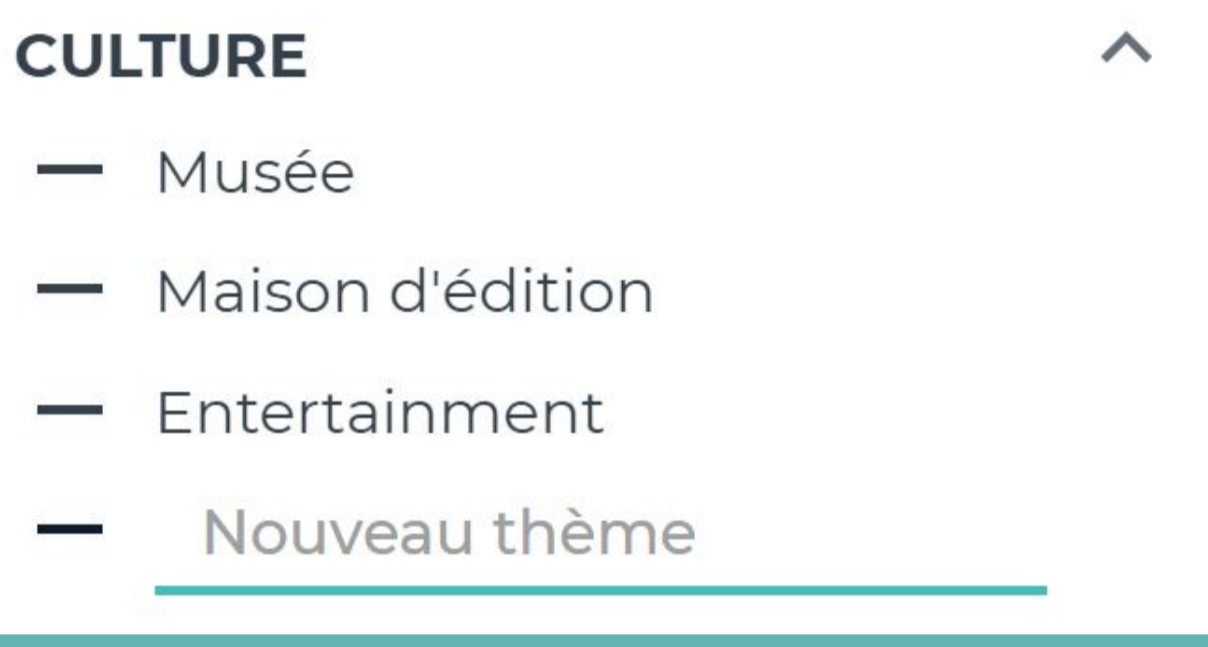 CULTURE
Musée
Maison d'édition
Entertainment
Nouveau thème